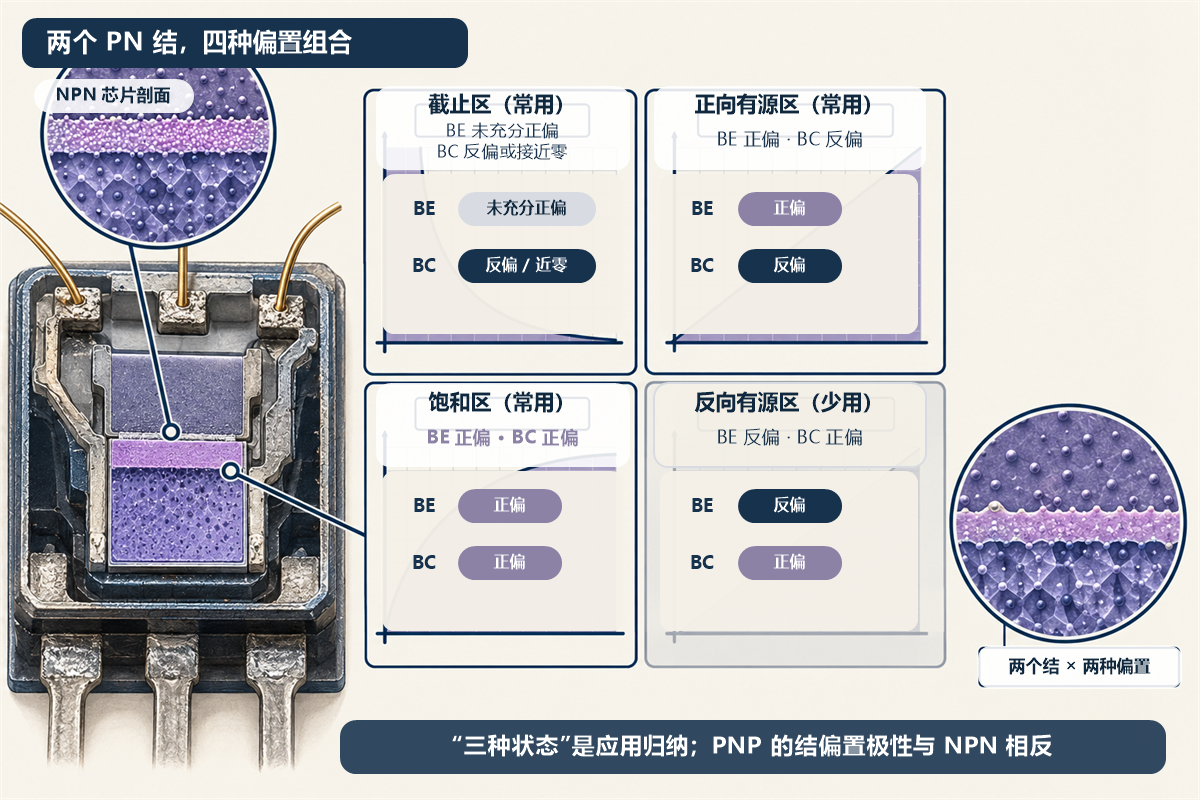 两个 PN 结，四种偏置组合
NPN 芯片剖面
截止区（常用）
BE 未充分正偏
BC 反偏或接近零
BE 未充分正偏
BC 反偏 / 近零
正向有源区（常用）
BE 正偏 · BC 反偏
BE 正偏
BC 反偏
饱和区（常用）
BE 正偏 · BC 正偏
BE 正偏
BC 正偏
反向有源区（少用）
BE 反偏 · BC 正偏
BE 反偏
BC 正偏
两个结 × 两种偏置
“三种状态”是应用归纳；PNP 的结偏置极性与 NPN 相反